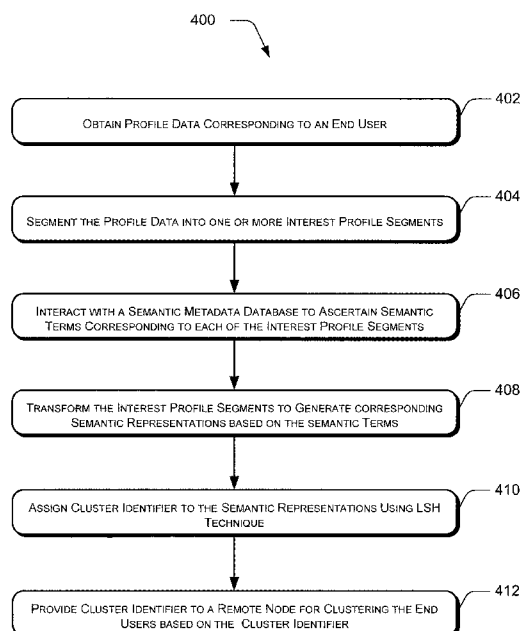 400
OBTAIN PROFILE DATA CORRESPONDING TO AN END USER
402
SEGMENT THE PROFILE DATA INTO ONE OR MORE INTEREST PROFILE SEGMENTS
404
INTERACT WITH A SEMANTIC METADATA DATABASE TO ASCERTAIN SEMANTIC
TERMS CORRESPONDING TO EACH OF THE INTEREST PROFILE SEGMENTS
406
TRANSFORM THE INTEREST PROFILE SEGMENTS TO GENERATE CORRESPONDING
SEMANTIC REPRESENTATIONS BASED ON THE SEMANTIC TERMS
408
ASSIGN CLUSTER IDENTIFIER TO THE SEMANTIC REPRESENTATIONS USING LSH
TECHNIQUE
410
PROVIDE CLUSTER IDENTIFIER TO A REMOTE NODE FOR CLUSTERING THE END
USERS BASED ON THE CLUSTER IDENTIFIER
412